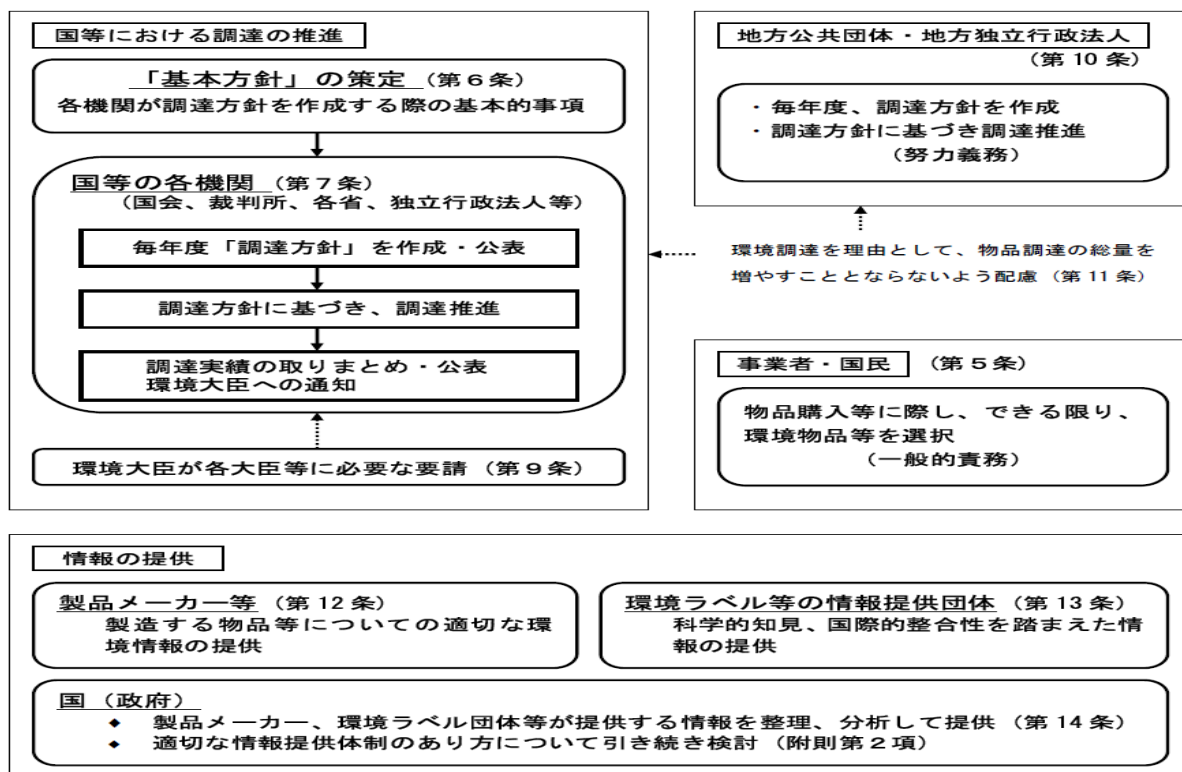 国等における調達の推進
「基本方針」の策定（第６条）
各機関が調達方針を作成する際の基本的事項
国等の各機関（第７条）
（国会、裁判所、各省、独立行政法人等）
毎年度「調達方針」を作成・公表
調達方針に基づき、調達推進
調達実績の取りまとめ・公表
環境大臣への通知
環境大臣が各大臣等に必要な要請（第９条）
地方公共団体・地方独立行政法人
（第 10 条）
・毎年度、調達方針を作成
・調達方針に基づき調達推進
（努力義務）
環境調達を理由として、物品調達の総量を
増やすこととならないよう配慮（第 11 条）
事業者・国民（第５条）
物品購入等に際し、できる限り、
環境物品等を選択
（一般的責務）
情報の提供
製品メーカー等（第 12 条）
製造する物品等についての適切な環
境情報の提供
環境ラベル等の情報提供団体（第 13 条）
科学的知見、国際的整合性を踏まえた情
報の提供
国（政府）
◆ 製品メーカー、環境ラベル団体等が提供する情報を整理、分析して提供（第 14 条）
◆ 適切な情報提供体制のあり方について引き続き検討（附則第２項）